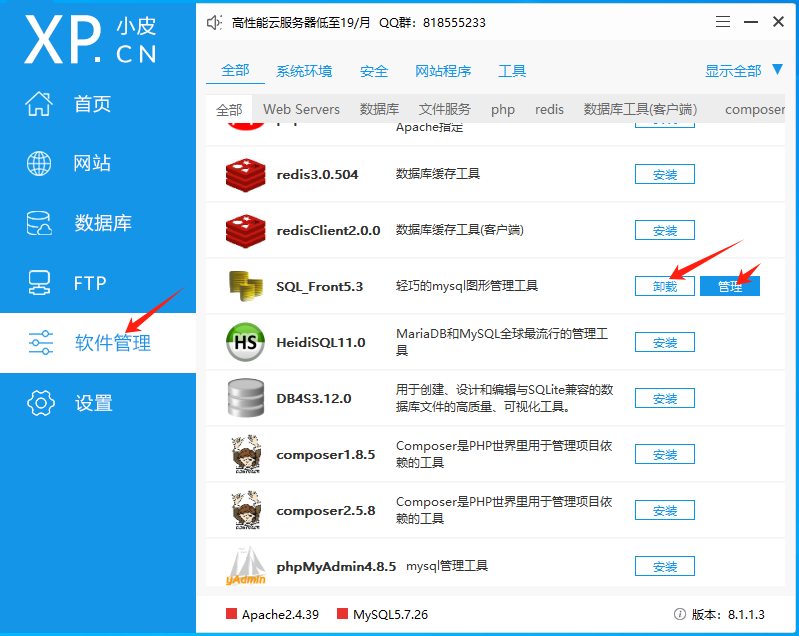 XP.CN 小皮
高性能云服务器低至19/月 QQ群：818555233
首页
网站
数据库
FTP
软件管理
设置
全部 系统环境 安全 网站程序 工具 显示全部
全部 Web Servers 数据库 文件服务 php redis 数据库工具(客户端) composer
Apache指定
redis3.0.504 数据库缓存工具 安装
redisClient2.0.0 数据库缓存工具(客户端) 安装
SQL_Front5.3 轻巧的mysql图形管理工具 卸载 管理
HeidiSQL11.0 MariaDB和MySQL全球最流行的管理工
具 安装
HS
DB4S3.12.0 用于创建、设计和编辑与SQLite兼容的数
据库文件的高质量、可视化工具。 安装
composer1.8.5 Composer是PHP世界里用于管理项目依
赖的工具 安装
composer2.5.8 Composer是PHP世界里用于管理项目依
赖的工具 安装
yAdmin
phpMyAdmin4.8.5 mysql管理工具 安装
Apache2.4.39 MySQL5.7.26 版本：8.1.1.3